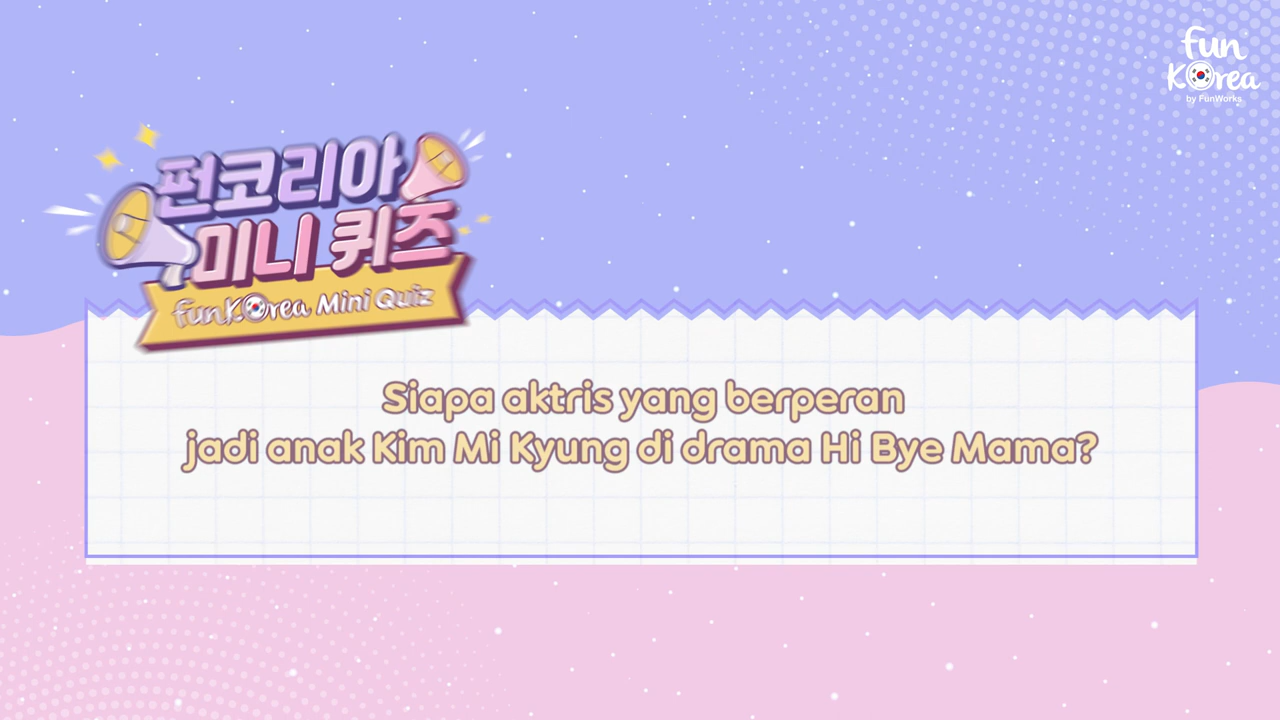 fun
Korea
by FunWorks
펀코리아
미니 퀴즈
funKorea Mini Quiz
Siapa aktris yang berperan
jadi anak Kim Mi Kyung di drama Hi Bye Mama?